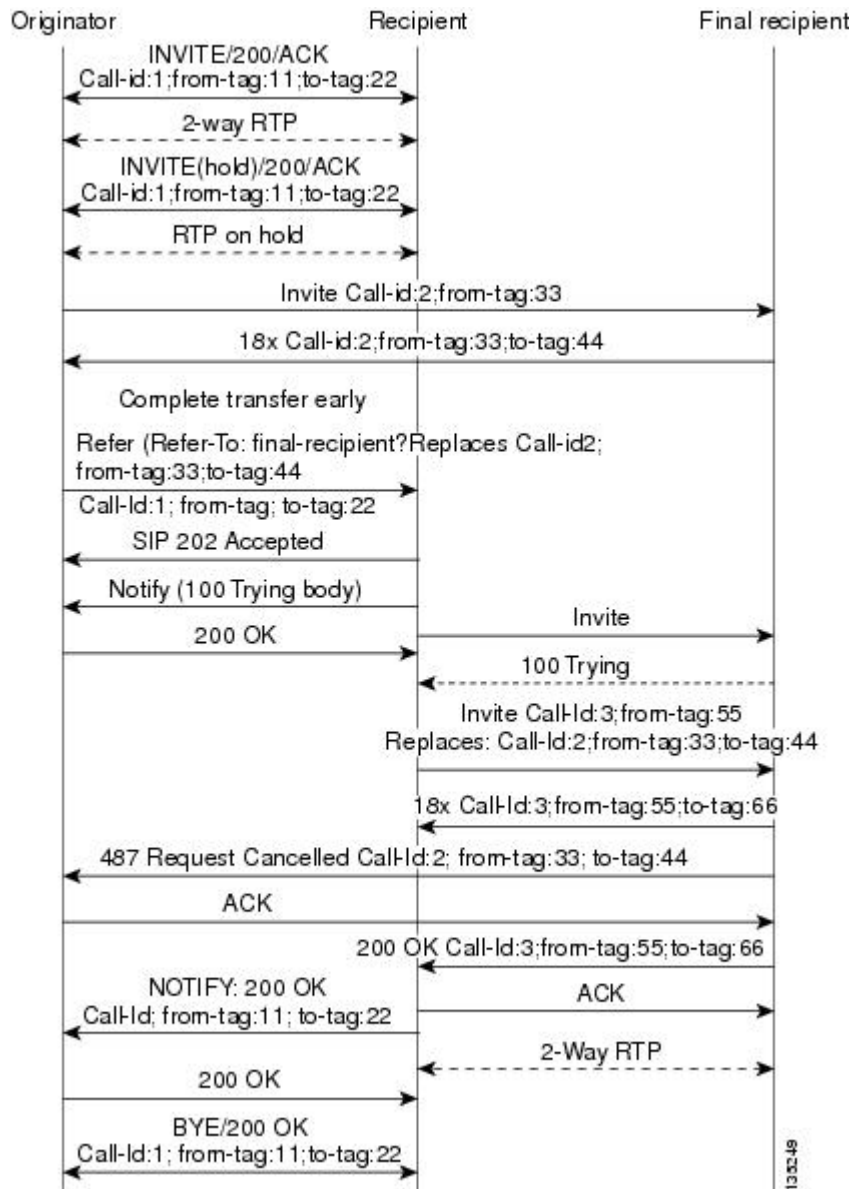 Originator Recipient Final recipient
INVITE/200/ACK
Call-id:1;from-tag:11;to-tag:22
2-way RTP
INVITE(hold)/200/ACK
Call-id:1;from-tag:11;to-tag:22
RTP on hold
Invite Call-id:2;from-tag:33
18x Call-id:2;from-tag:33;to-tag:44
Complete transfer early
Refer (Refer-To: final-recipient?Replaces Call-id2;
from-tag:33;to-tag:44
Call-Id:1; from-tag; to-tag:22
SIP 202 Accepted
Notify (100 Trying body)
Invite
200 OK
100 Trying
Invite Call-Id:3;from-tag:55
Replaces: Call-Id:2;from-tag:33;to-tag:44
18x Call-Id:3;from-tag:55;to-tag:66
487 Request Cancelled Call-Id:2; from-tag:33; to-tag:44
ACK
200 OK Call-Id:3;from-tag:55;to-tag:66
NOTIFY: 200 OK
Call-Id; from-tag:11; to-tag:22
ACK
2-Way RTP
200 OK
BYE/200 OK
Call-Id:1; from-tag:11;to-tag:22
135249